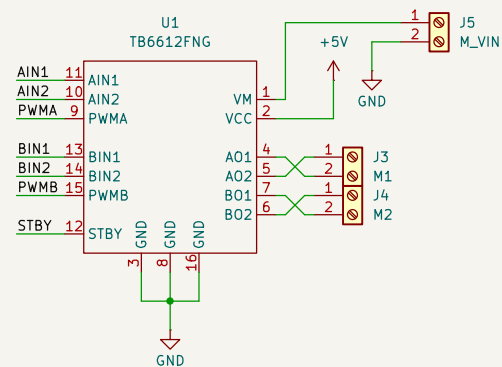 U1
TB6612FNG
AIN1 11 AIN1
AIN2 10 AIN2
PWMA 9 PWMA
BIN1 13 BIN1
BIN2 14 BIN2
PWMB 15 PWMB
STBY 12 STBY
VM 1
VCC 2
AO1 4
AO2 5
BO1 7
BO2 6
GND 3
GND 8
GND 16
GND
+5V
1 J5
2 M_VIN
GND
1 J3
2 M1
1 J4
2 M2